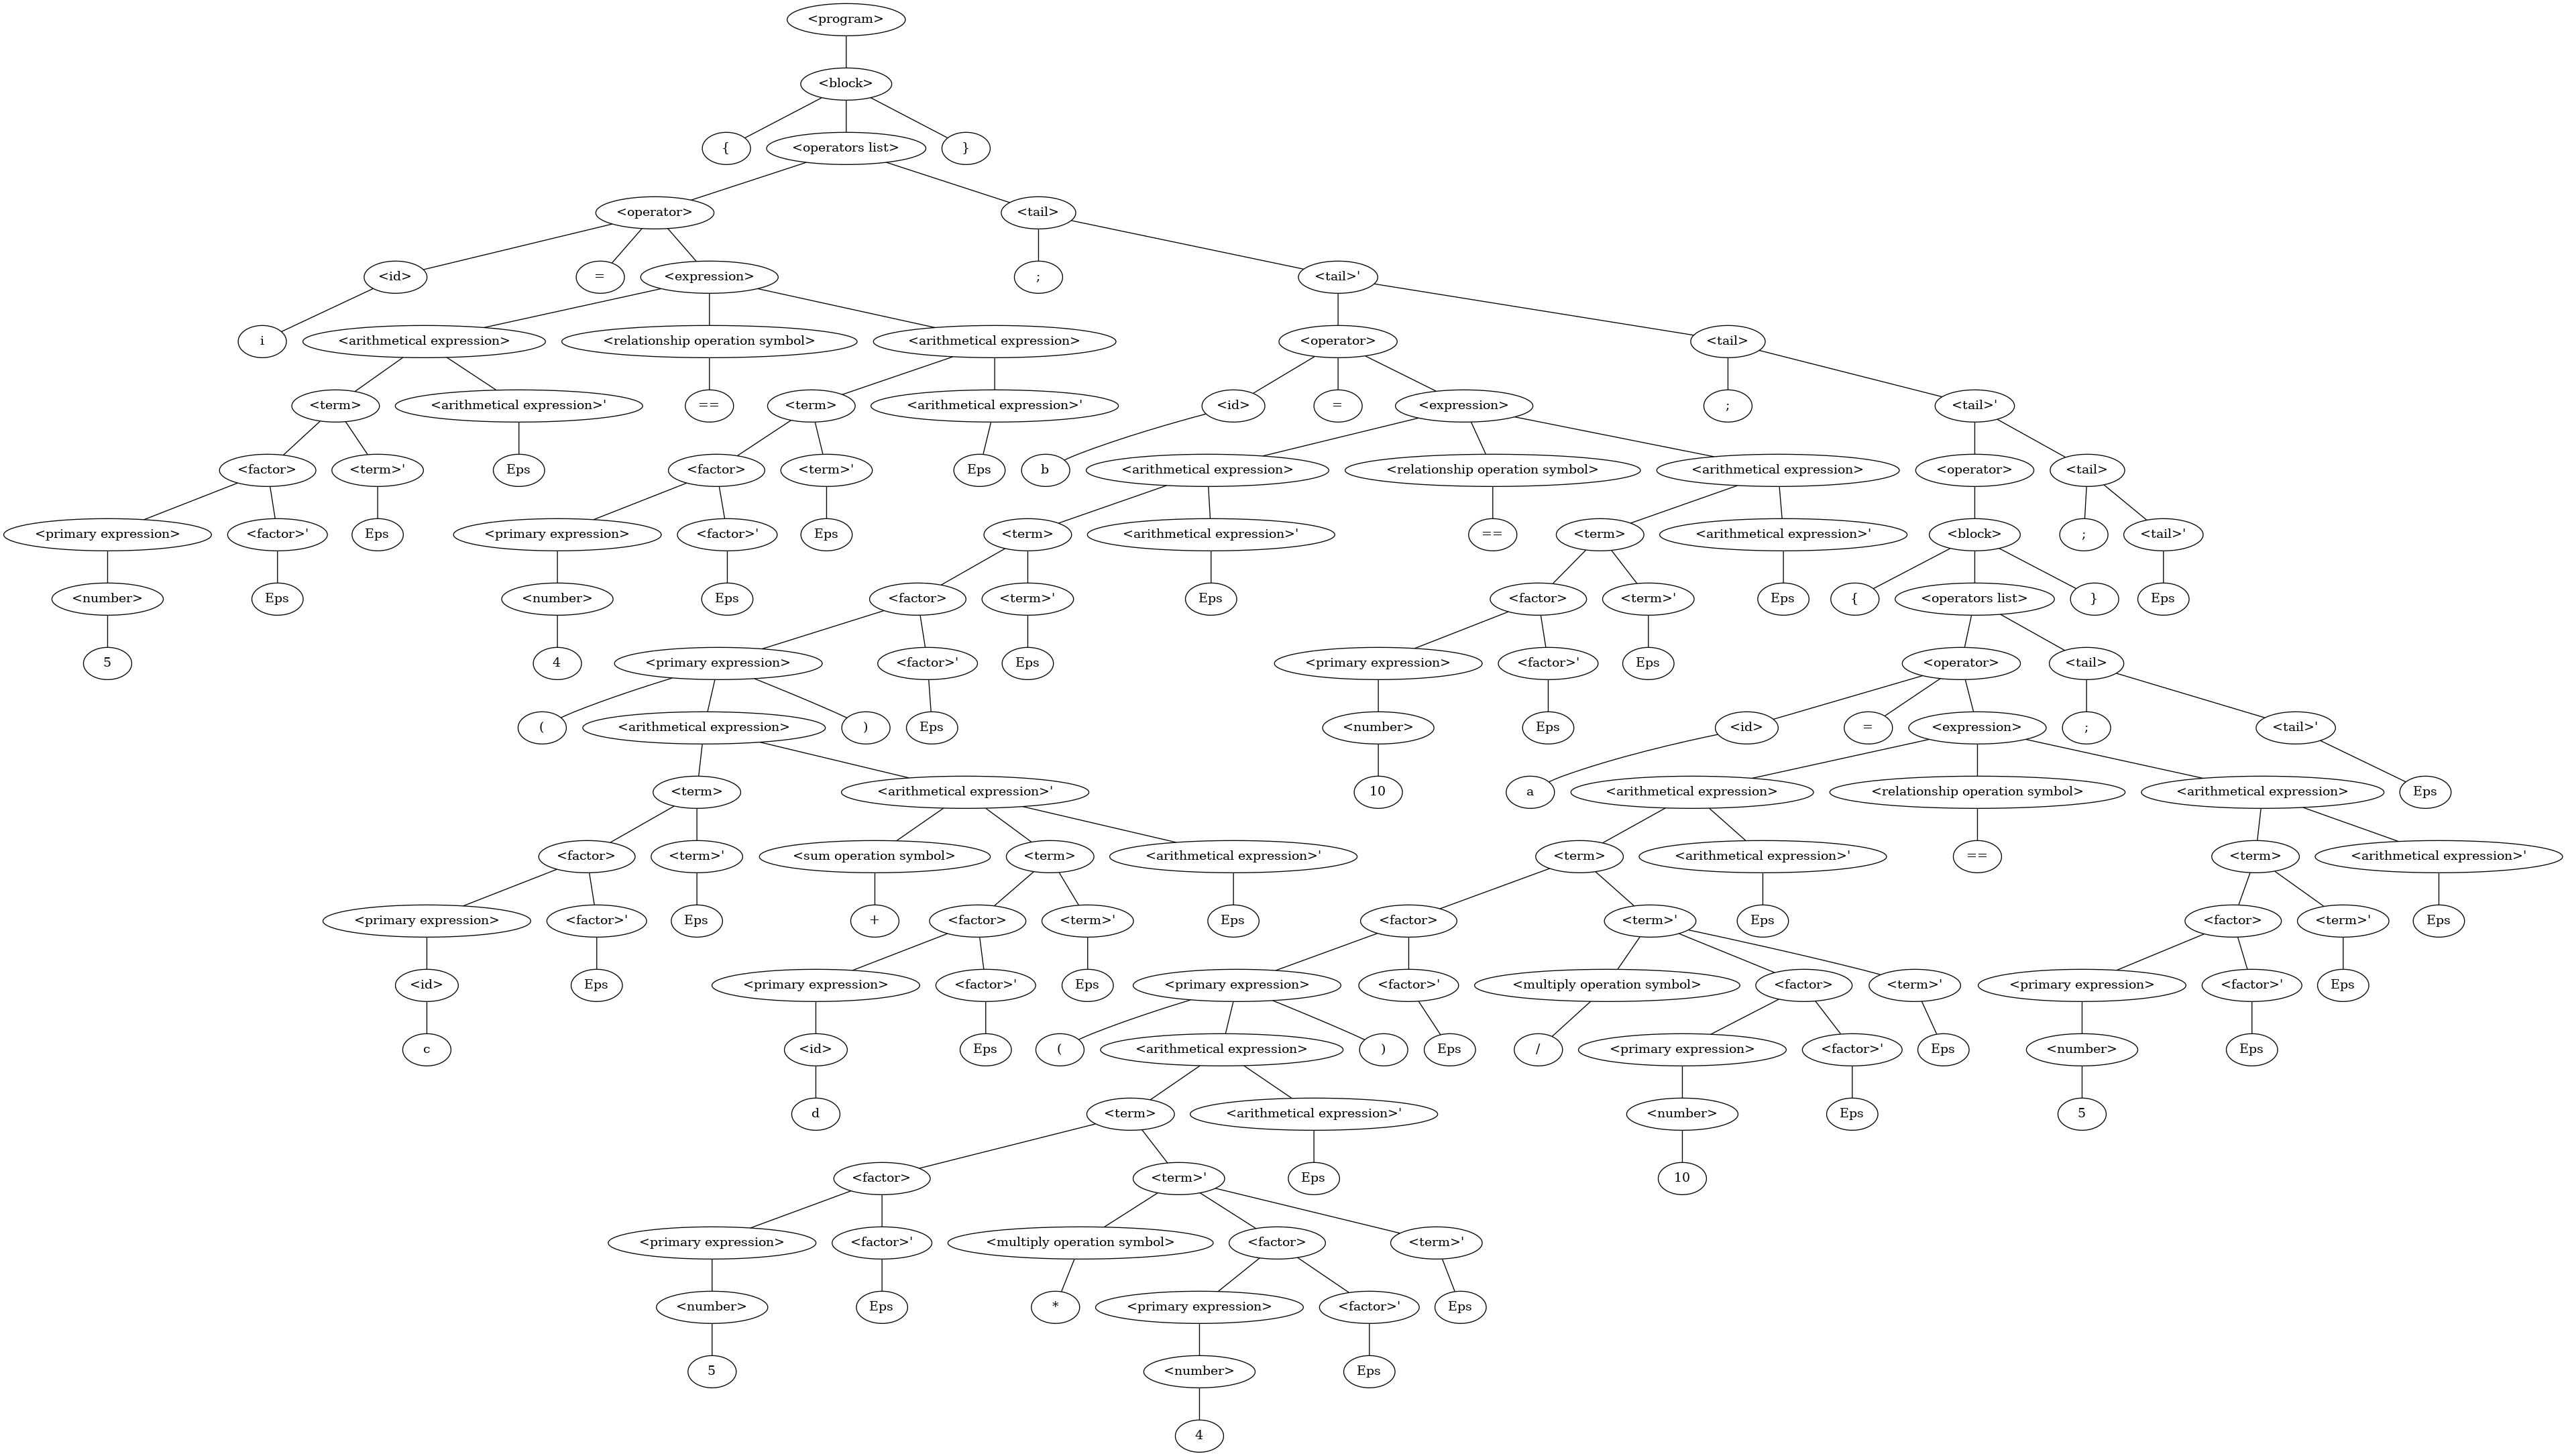 <program>
<block>
{
<operators list>
}
<operator>
<tail>
<id>
=
<expression>
;
<tail>'
i
<arithmetical expression>
<relationship operation symbol>
<arithmetical expression>
<operator>
<tail>
<term>
<arithmetical expression>'
==
<term>
<arithmetical expression>'
<id>
=
<expression>
;
<tail>'
<factor>
<term>'
Eps
<factor>
<term>'
Eps
b
<arithmetical expression>
<relationship operation symbol>
<arithmetical expression>
<operator>
<tail>
<primary expression>
<factor>'
Eps
<primary expression>
<factor>'
Eps
<term>
<arithmetical expression>'
==
<term>
<arithmetical expression>'
<block>
;
<tail>'
<number>
Eps
<number>
Eps
<factor>
<term>'
Eps
<factor>
<term>'
Eps
{
<operators list>
}
Eps
5
4
<primary expression>
<factor>'
Eps
<primary expression>
<factor>'
Eps
<operator>
<tail>
(
<arithmetical expression>
)
Eps
<number>
Eps
<id>
=
<expression>
;
<tail>'
<term>
<arithmetical expression>'
10
a
<arithmetical expression>
<relationship operation symbol>
<arithmetical expression>
Eps
<factor>
<term>'
<sum operation symbol>
<term>
<arithmetical expression>'
<term>
<arithmetical expression>'
==
<term>
<arithmetical expression>'
<primary expression>
<factor>'
Eps
+
<factor>
<term>'
Eps
<factor>
<term>'
Eps
<factor>
<term>'
Eps
<id>
Eps
<primary expression>
<factor>'
Eps
<primary expression>
<factor>'
<multiply operation symbol>
<factor>
<term>'
<primary expression>
<factor>'
Eps
c
<id>
Eps
(
<arithmetical expression>
)
Eps
/
<primary expression>
<factor>'
Eps
<number>
Eps
d
<term>
<arithmetical expression>'
<number>
Eps
5
<factor>
<term>'
Eps
10
<primary expression>
<factor>'
<multiply operation symbol>
<factor>
<term>'
<number>
Eps
*
<primary expression>
<factor>'
Eps
5
<number>
Eps
4